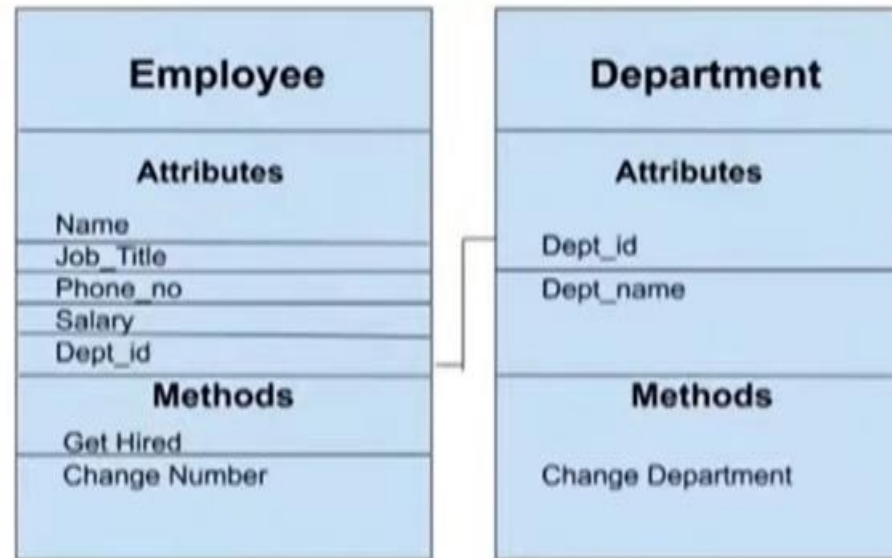 Employee
Attributes
Name
Job_Title
Phone_no
Salary
Dept_id
Methods
Get Hired
Change Number
Department
Attributes
Dept_id
Dept_name
Methods
Change Department